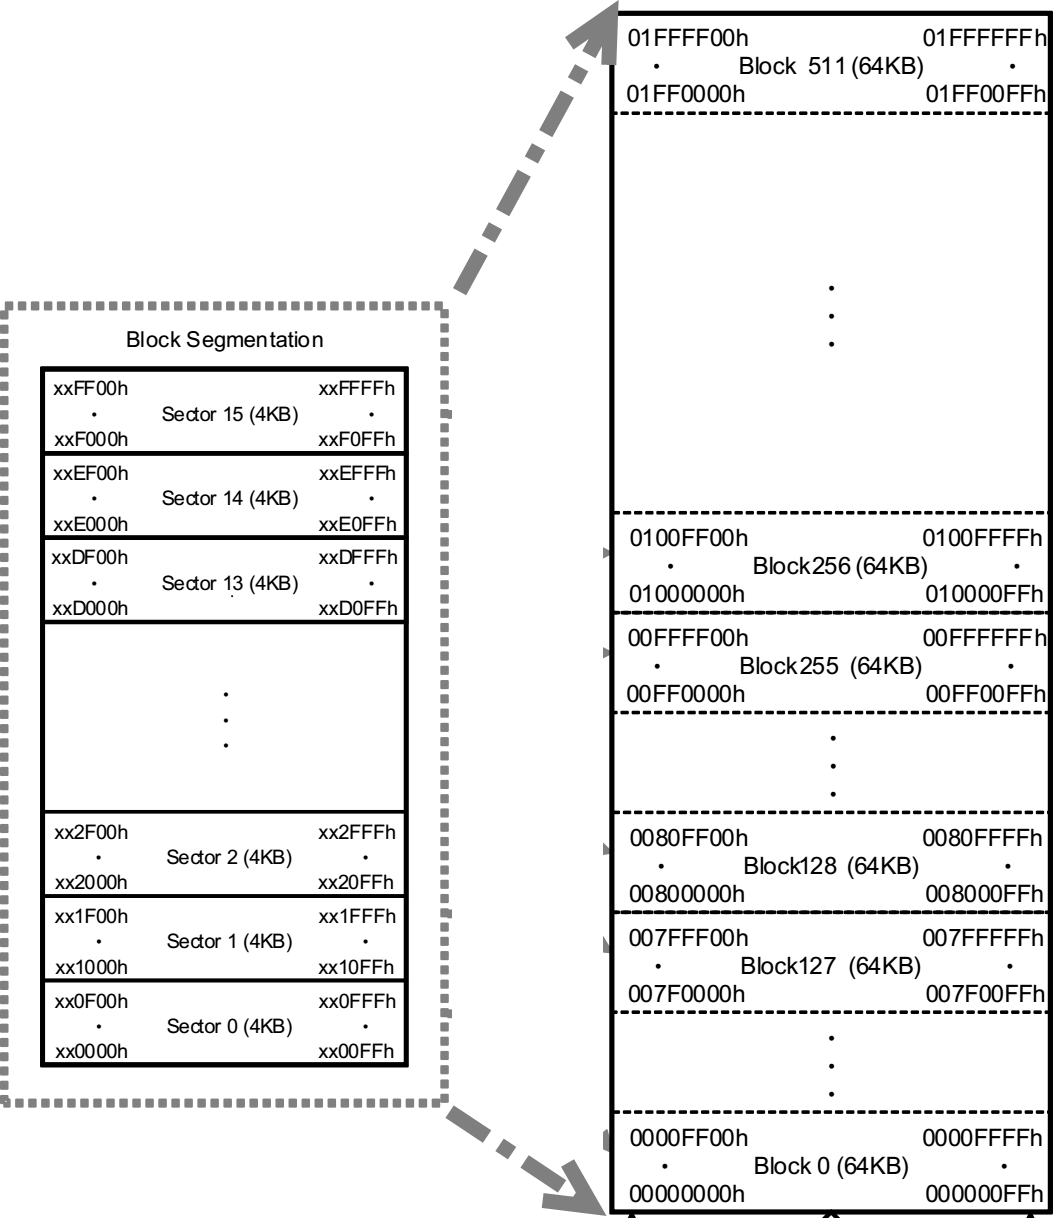 01FFFF00h 01FFFFFFh
Block 511 (64KB)
01FF0000h 01FF00FFh
Block Segmentation
xxFF00h xxFFFFh
Sector 15 (4KB)
xxF000h xxF0FFh
xxEF00h xxEFFFh
Sector 14 (4KB)
xxE000h xxE0FFh
xxDF00h xxDFFFh
Sector 13 (4KB)
xxD000h xxD0FFh
xx2F00h xx2FFFh
Sector 2 (4KB)
xx2000h xx20FFh
xx1F00h xx1FFFh
Sector 1 (4KB)
xx1000h xx10FFh
xx0F00h xx0FFFh
Sector 0 (4KB)
xx0000h xx00FFh
0100FF00h 0100FFFFh
Block256 (64KB)
01000000h 010000FFh
00FFFF00h 00FFFFFFh
Block255 (64KB)
00FF0000h 00FF00FFh
0080FF00h 0080FFFFh
Block128 (64KB)
00800000h 008000FFh
007FFF00h 007FFFFFh
Block127 (64KB)
007F0000h 007F00FFh
0000FF00h 0000FFFFh
Block 0 (64KB)
00000000h 000000FFh